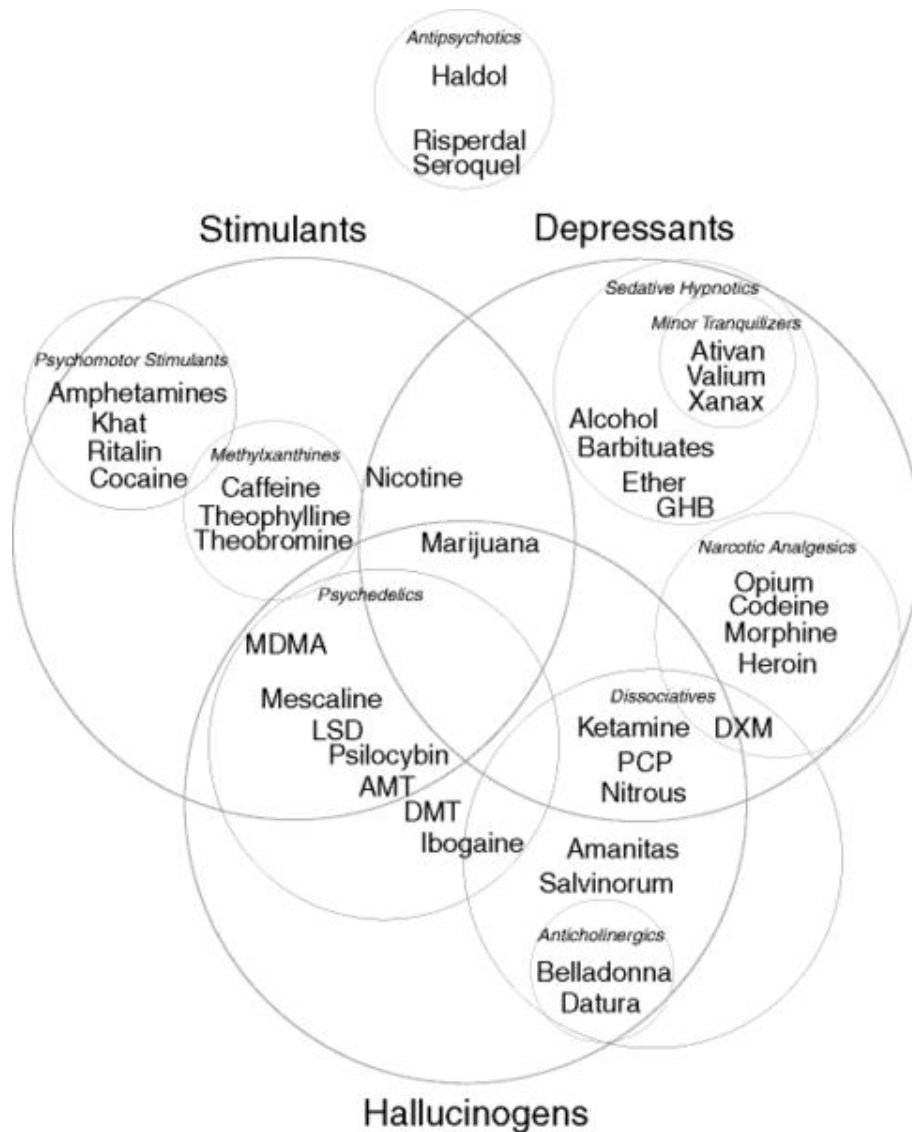 Antipsychotics
Haldol
Risperdal
Seroquel
Stimulants
Depressants
Sedative Hypnotics
Minor Tranquilizers
Ativan
Valium
Xanax
Alcohol
Barbituates
Ether
GHB
Psychomotor Stimulants
Amphetamines
Khat
Ritalin
Cocaine
Methylxanthines
Caffeine
Theophylline
Theobromine
Nicotine
Marijuana
Narcotic Analgesics
Opium
Codeine
Morphine
Heroin
Psychedelics
MDMA
Mescaline
LSD
Psilocybin
AMT
DMT
Ibogaine
Dissociatives
Ketamine
DXM
PCP
Nitrous
Amanitas
Salvinorum
Anticholinergics
Belladonna
Datura
Hallucinogens